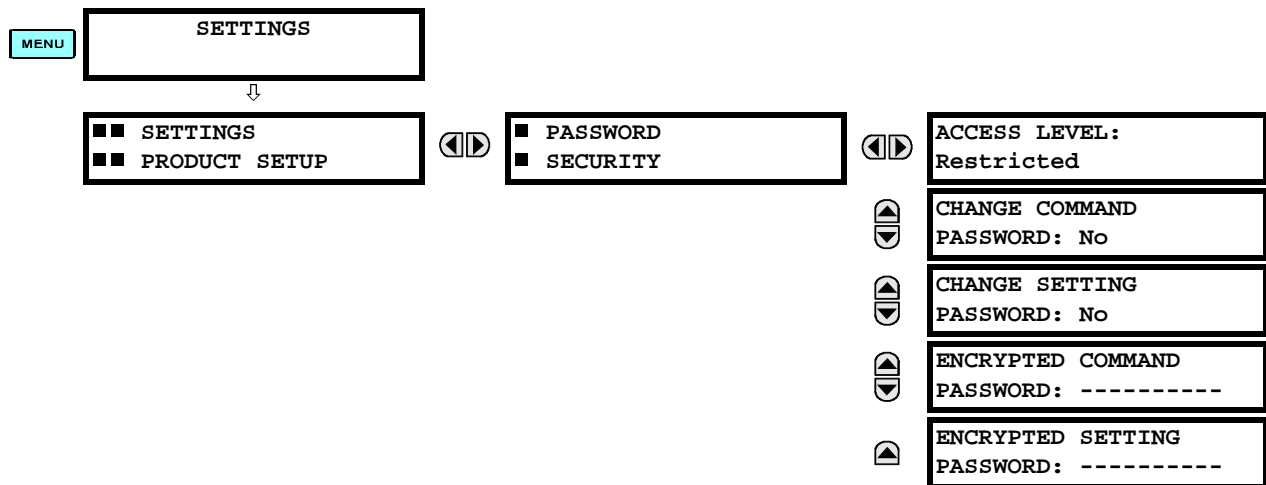 MENU
SETTINGS
■■ SETTINGS
■■ PRODUCT SETUP
■ PASSWORD
■ SECURITY
ACCESS LEVEL:
Restricted
CHANGE COMMAND
PASSWORD: No
CHANGE SETTING
PASSWORD: No
ENCRYPTED COMMAND
PASSWORD: ----------
ENCRYPTED SETTING
PASSWORD: ----------